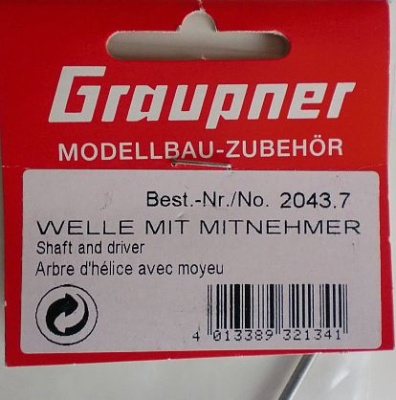 Graupner
MODELLBAU-ZUBEHÖR
Best.-Nr./No. 2043.7
WELLE MIT MITNEHMER
Shaft and driver
Arbre d'hélice avec moyeu
4 013389 321341